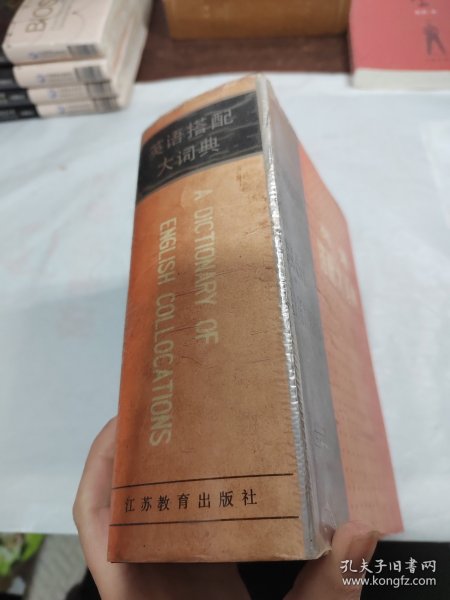 英语搭配
大词典
A DICTIONARY OF
ENGLISH COLLOCATIONS
江苏教育出版社
孔夫子旧书网
www.kongfz.com